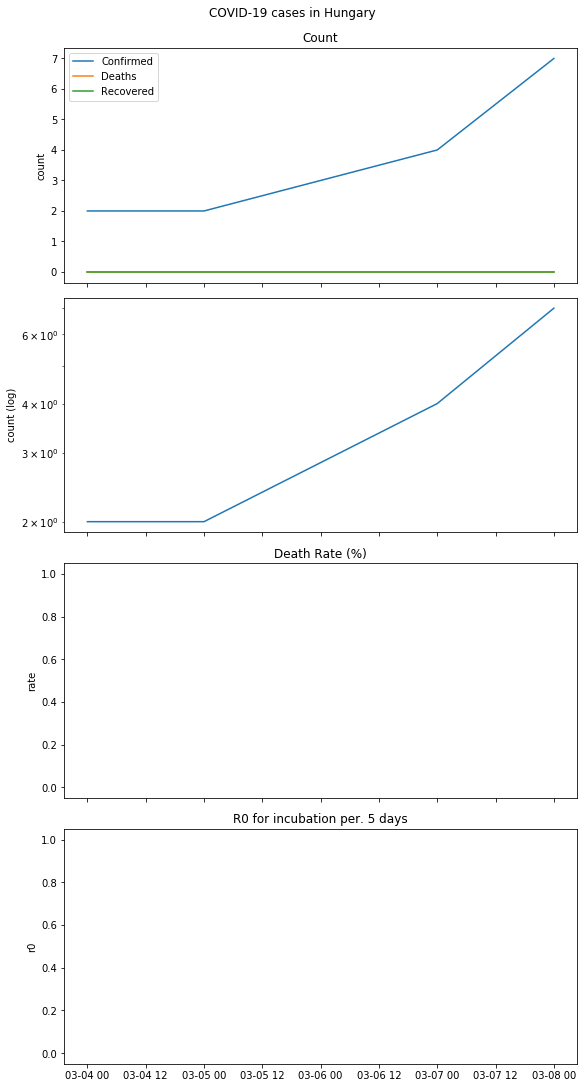 COVID-19 cases in Hungary
Count
7
6
5
4
3
2
1
0
count
Confirmed
Deaths
Recovered
6 × 10⁰
4 × 10⁰
3 × 10⁰
2 × 10⁰
count (log)
Death Rate (%)
1.0
0.8
0.6
0.4
0.2
0.0
rate
R0 for incubation per. 5 days
1.0
0.8
0.6
0.4
0.2
0.0
r0
03-04 00 03-04 12 03-05 00 03-05 12 03-06 00 03-06 12 03-07 00 03-07 12 03-08 00